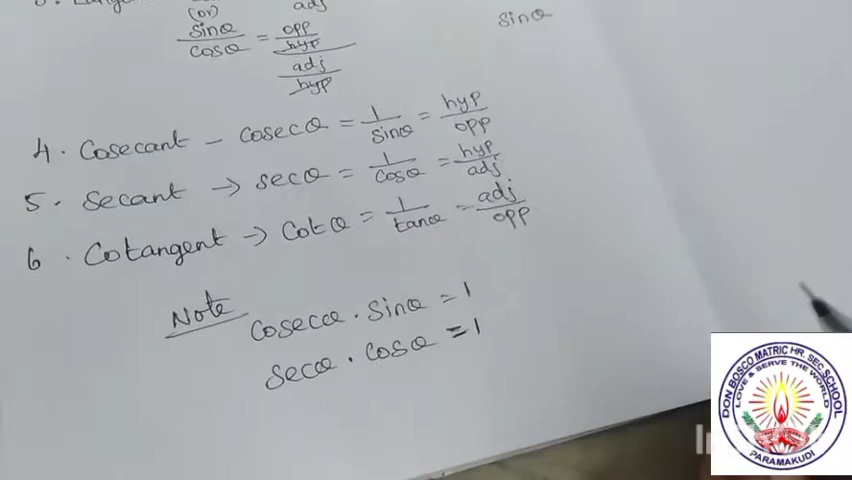 adj
(or)
sinθ
sinθ/cosθ = opp/hyp / adj/hyp
4. Cosecant – cosecθ = 1/sinθ = hyp/opp
5. Secant → secθ = 1/cosθ = hyp/adj
6. Cotangent → cotθ = 1/tanθ = adj/opp
Note
cosecθ . sinθ = 1
secθ . cosθ = 1
DON BOSCO MATRIC HR. SEC. SCHOOL
LOVE & SERVE THE WORLD
PARAMAKUDI